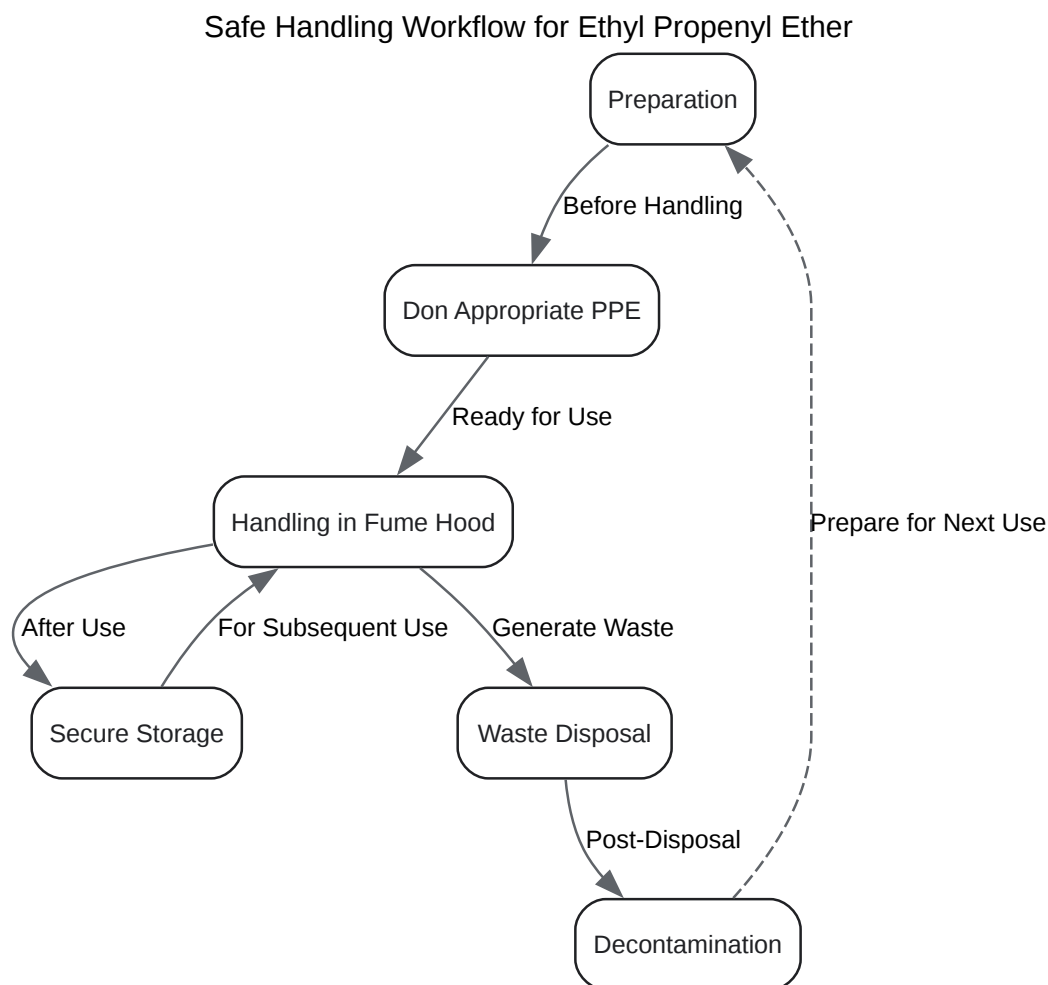 Safe Handling Workflow for Ethyl Propenyl Ether
Preparation
Before Handling
Don Appropriate PPE
Ready for Use
Handling in Fume Hood
Prepare for Next Use
After Use
For Subsequent Use
Generate Waste
Secure Storage
Waste Disposal
Post-Disposal
Decontamination